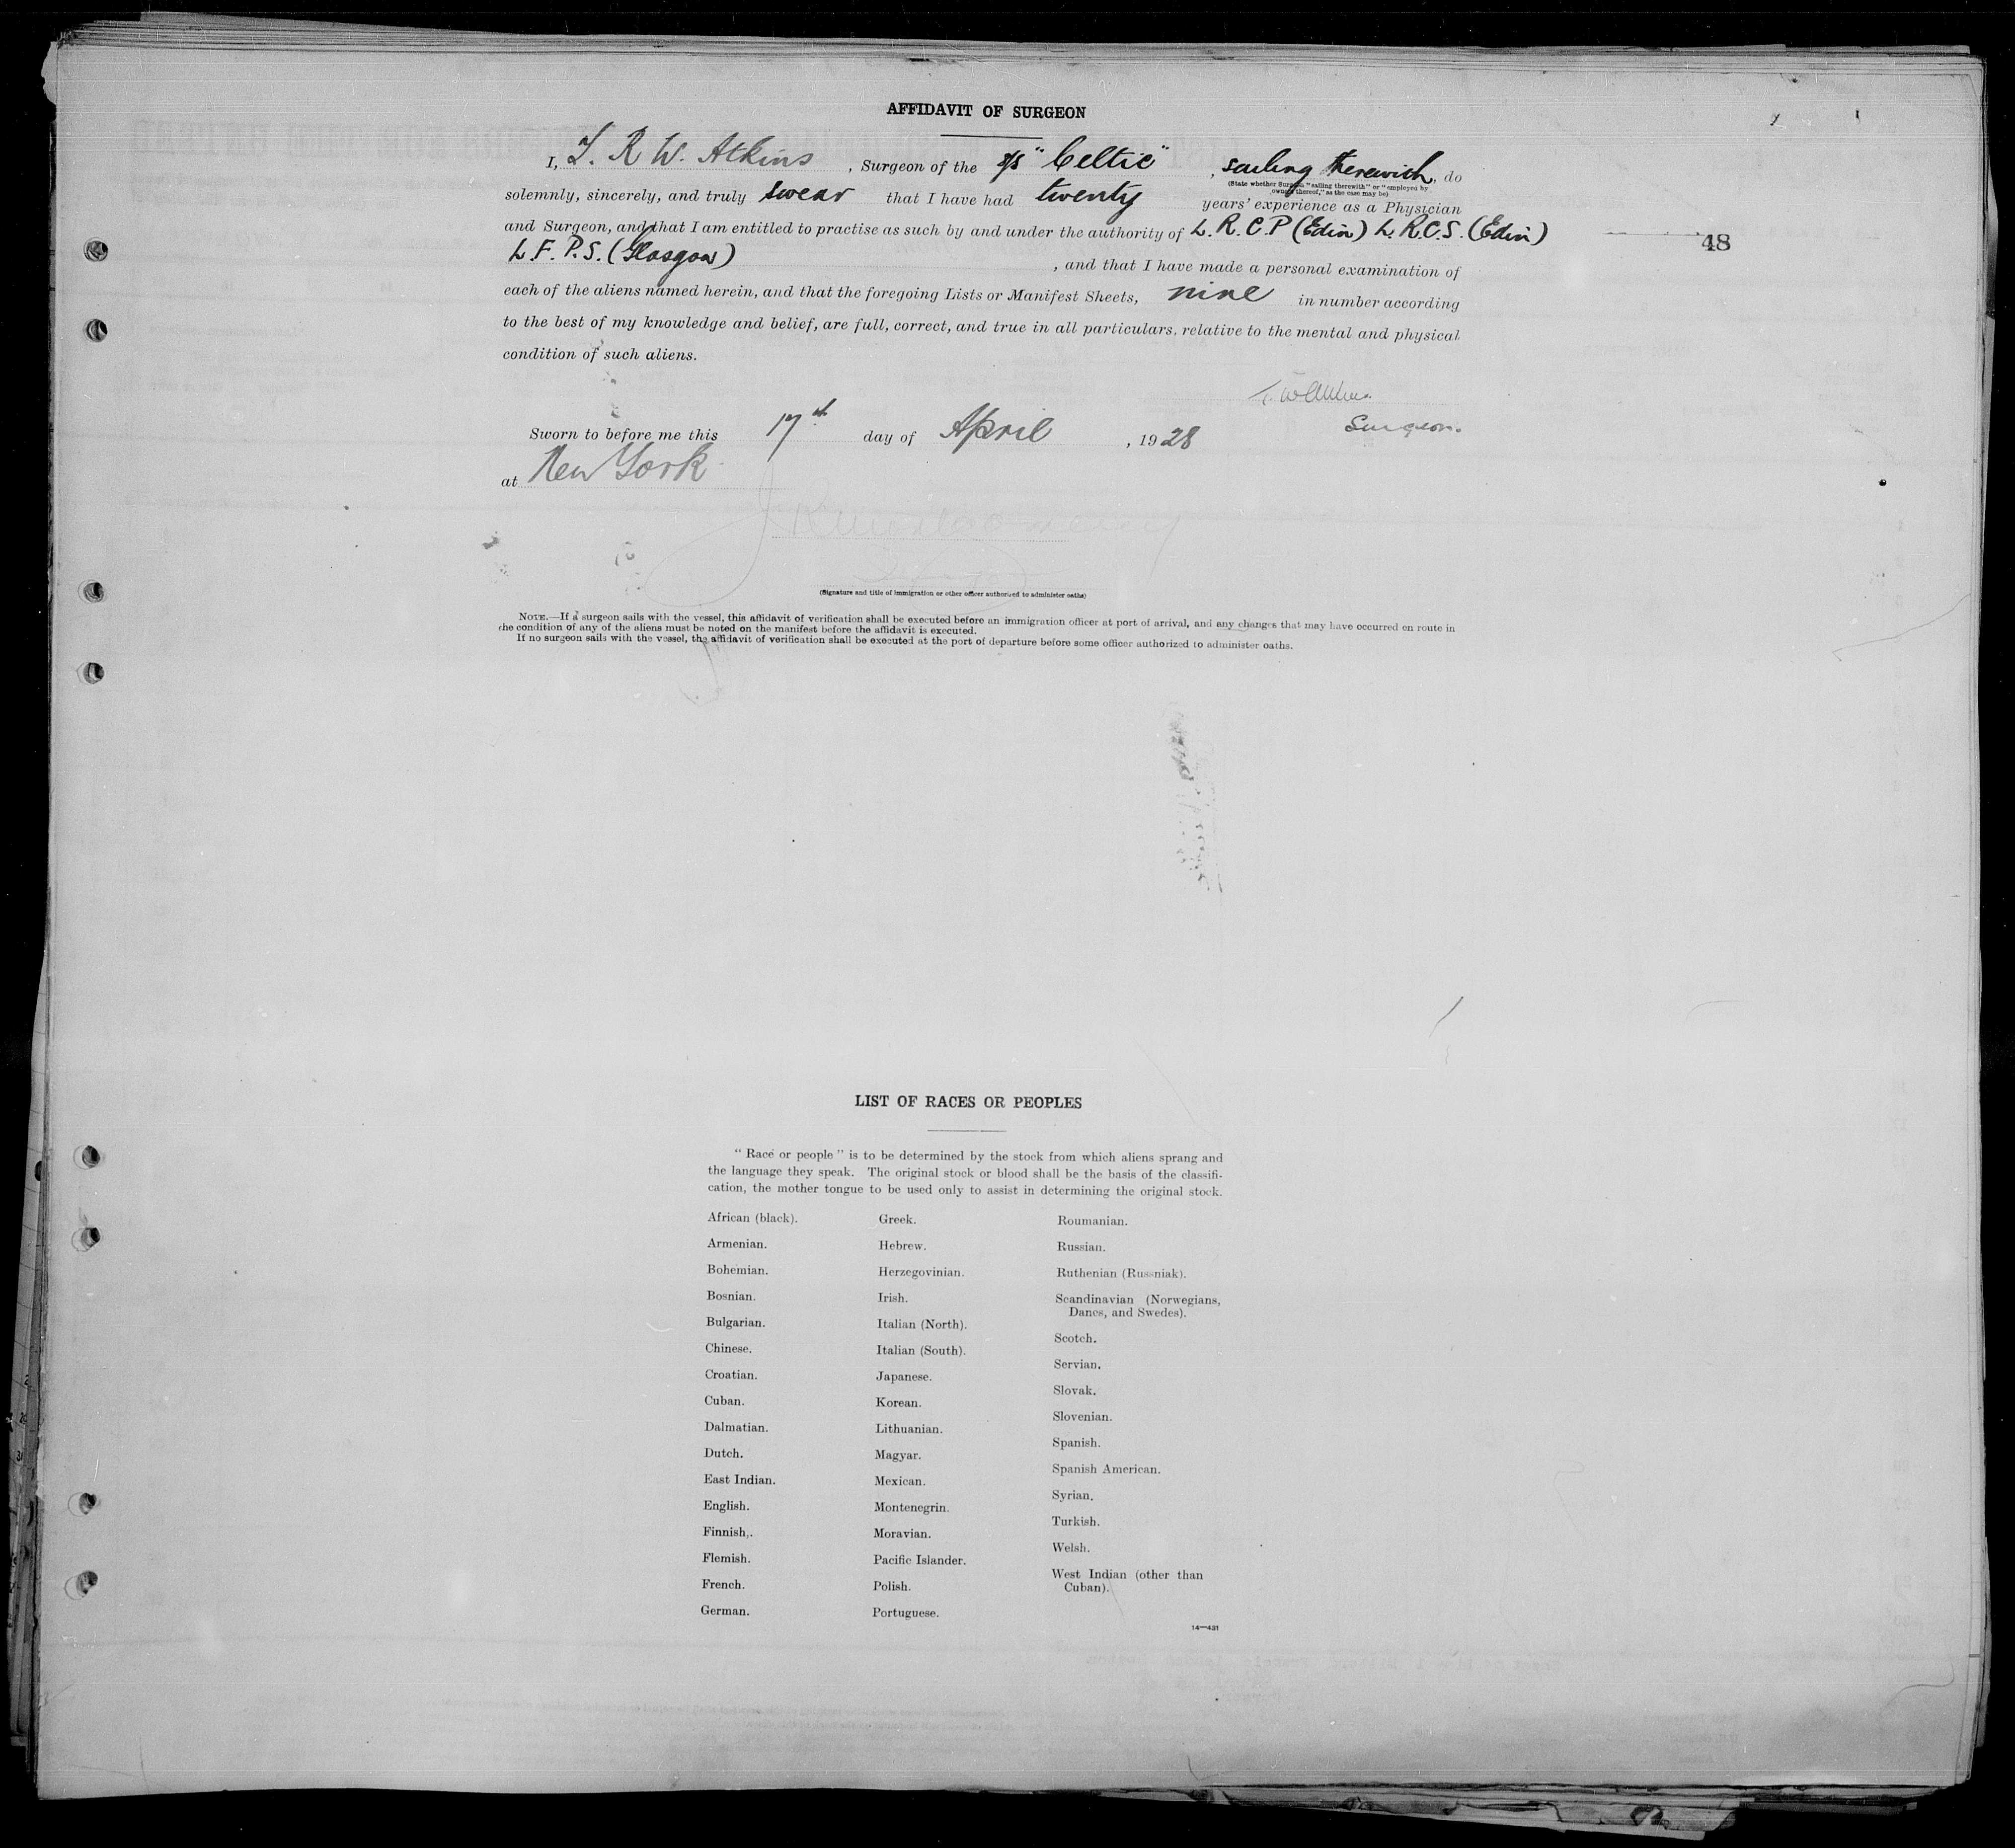 AFFIDAVIT OF SURGEON
I, T. R W. Atkins, Surgeon of the s/s "Celtic", sailing therewith, do
(State whether Surgeon "sailing therewith" or "employed by
owners thereof," as the case may be)
solemnly, sincerely, and truly swear that I have had twenty years' experience as a Physician
and Surgeon, and that I am entitled to practise as such by and under the authority of L. R. C. P (Edin) L. R.C.S. (Edin)
48
L. F. P. S. (Glasgow), and that I have made a personal examination of
each of the aliens named herein, and that the foregoing Lists or Manifest Sheets, nine in number according
to the best of my knowledge and belief, are full, correct, and true in all particulars, relative to the mental and physical
condition of such aliens.
Surgeon.
Sworn to before me this 17th day of April, 1928
at New York
(Signature and title of immigration or other officer authorized to administer oaths)
NOTE.—If a surgeon sails with the vessel, this affidavit of verification shall be executed before an immigration officer at port of arrival, and any changes that may have occurred on route in
the condition of any of the aliens must be noted on the manifest before the affidavit is executed.
If no surgeon sails with the vessel, the affidavit of verification shall be executed at the port of departure before some officer authorized to administer oaths.
LIST OF RACES OR PEOPLES
"Race or people" is to be determined by the stock from which aliens sprang and
the language they speak. The original stock or blood shall be the basis of the classifi-
cation, the mother tongue to be used only to assist in determining the original stock.
African (black).
Armenian.
Bohemian.
Bosnian.
Bulgarian.
Chinese.
Croatian.
Cuban.
Dalmatian.
Dutch.
East Indian.
English.
Finnish.
Flemish.
French.
German.
Greek.
Hebrew.
Herzegovinian.
Irish.
Italian (North).
Italian (South).
Japanese.
Korean.
Lithuanian.
Magyar.
Mexican.
Montenegrin.
Moravian.
Pacific Islander.
Polish.
Portuguese.
Roumanian.
Russian.
Ruthenian (Russniak).
Scandinavian (Norwegians,
Danes, and Swedes).
Scotch.
Servian.
Slovak.
Slovenian.
Spanish.
Spanish American.
Syrian.
Turkish.
Welsh.
West Indian (other than
Cuban).
14—431